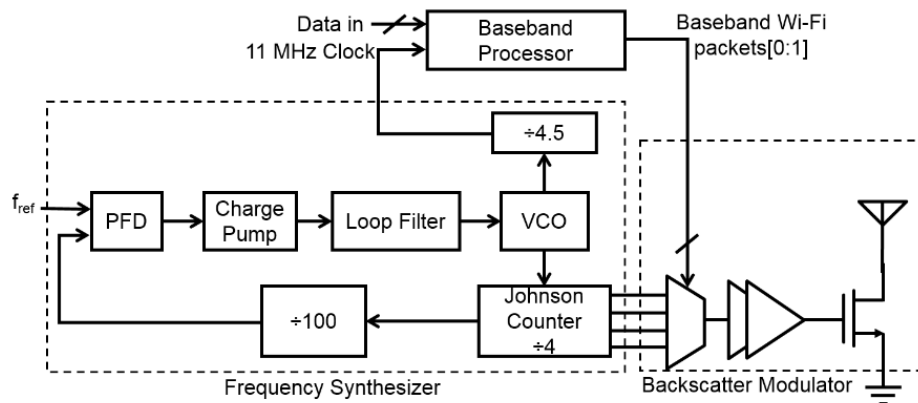 Data in
11 MHz Clock
Baseband
Processor
Baseband Wi-Fi
packets[0:1]
÷4.5
fref
PFD
Charge
Pump
Loop Filter
VCO
÷100
Johnson
Counter
÷4
Frequency Synthesizer
Backscatter Modulator